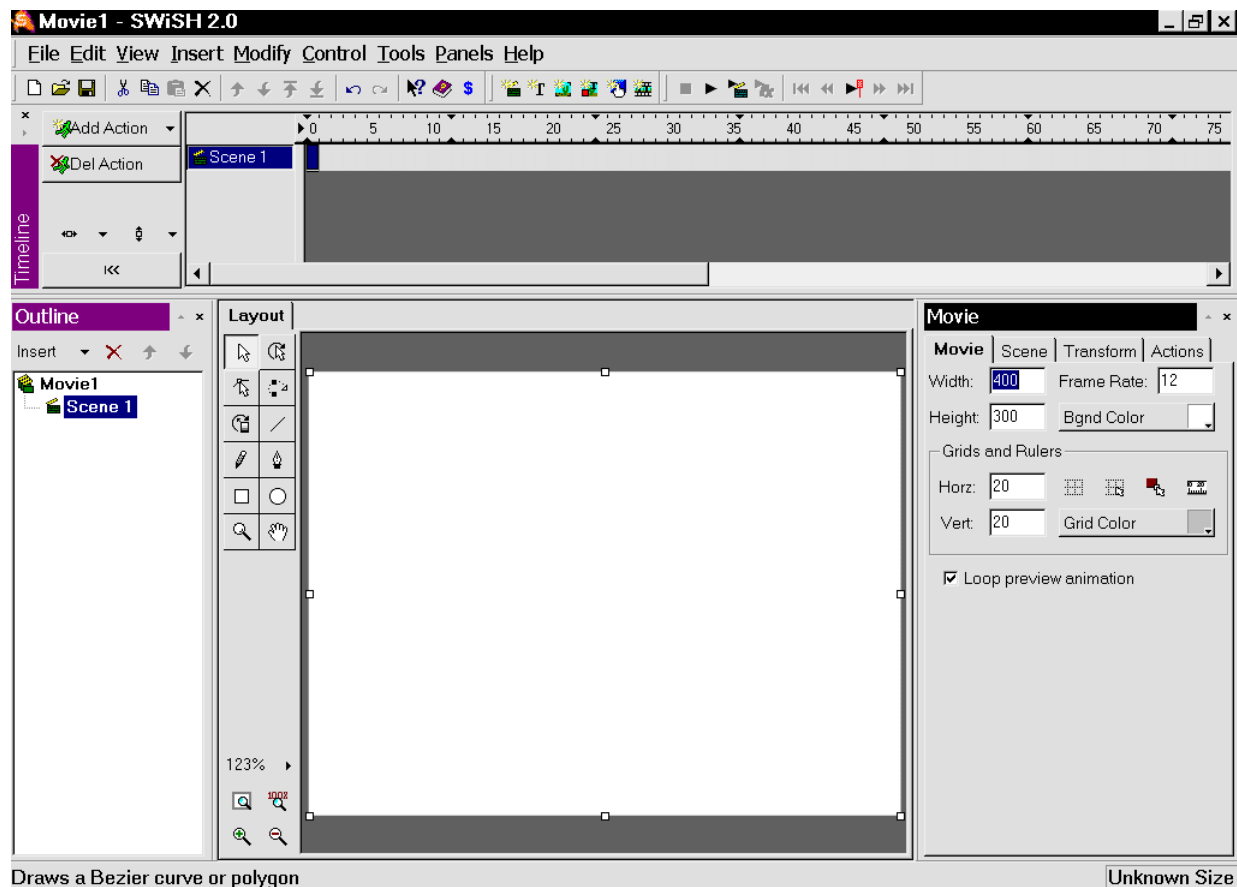 Movie1 - SWiSH 2.0
File Edit View Insert Modify Control Tools Panels Help
Add Action
0 5 10 15 20 25 30 35 40 45 50 55 60 65 70 75
Del Action
Scene 1
Timeline
Outline
Layout
Movie
Insert
Movie Scene Transform Actions
Movie1
Scene 1
Width: 400 Frame Rate: 12
Height: 300 Bgnd Color
Grids and Rulers
Horz: 20
Vert: 20 Grid Color
Loop preview animation
123%
100%
Draws a Bezier curve or polygon
Unknown Size